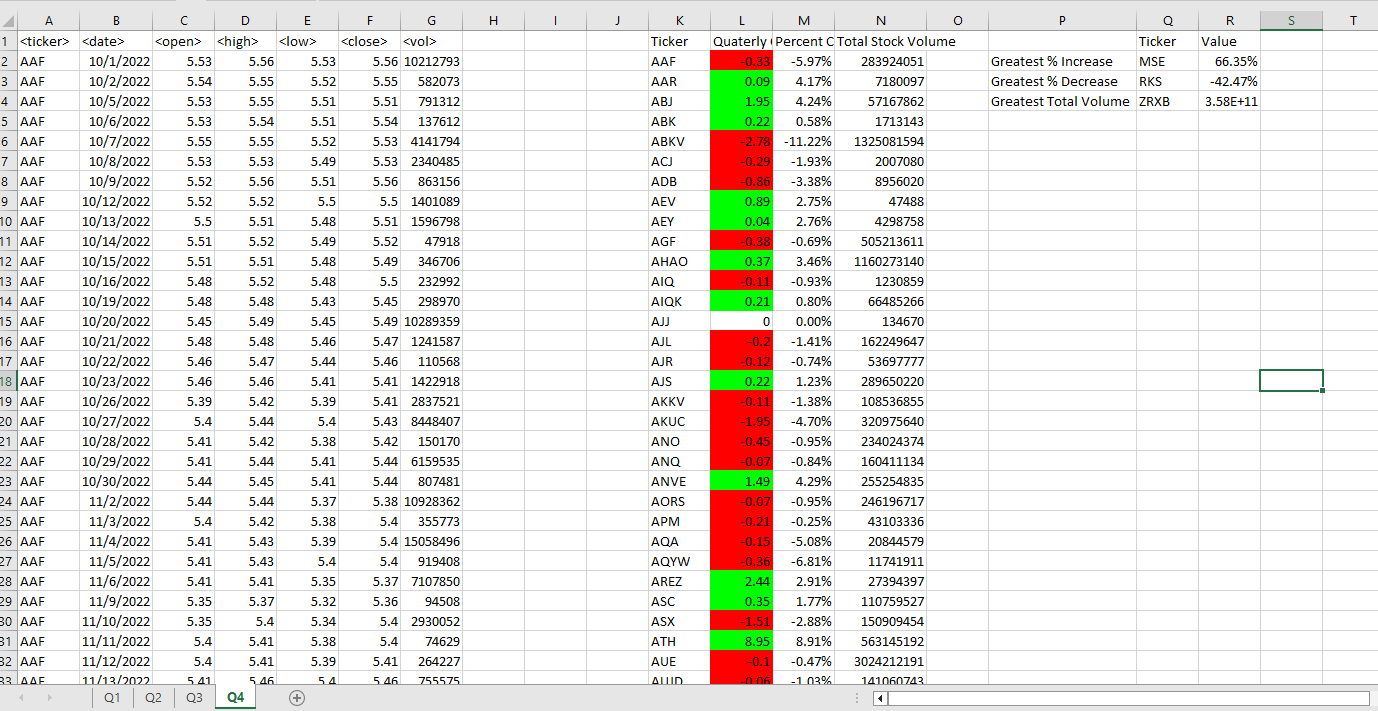 A B C D E F G H I J K L M N O P Q R S T
1 <ticker> <date> <open> <high> <low> <close> <vol> Ticker Quaterly Percent C Total Stock Volume Ticker Value
2 AAF 10/1/2022 5.53 5.56 5.53 5.56 10212793 AAF -0.33 -5.97% 283924051 Greatest % Increase MSE 66.35%
3 AAF 10/2/2022 5.54 5.55 5.52 5.55 582073 AAR 0.09 4.17% 7180097 Greatest % Decrease RKS -42.47%
4 AAF 10/5/2022 5.53 5.55 5.51 5.51 791312 ABJ 1.95 4.24% 57167862 Greatest Total Volume ZRXB 3.58E+11
5 AAF 10/6/2022 5.53 5.54 5.51 5.54 137612 ABK 0.22 0.58% 1713143
6 AAF 10/7/2022 5.55 5.55 5.52 5.53 4141794 ABKV -2.78 -11.22% 1325081594
7 AAF 10/8/2022 5.53 5.53 5.49 5.53 2340485 ACJ -0.29 -1.93% 2007080
8 AAF 10/9/2022 5.52 5.56 5.51 5.56 863156 ADB -0.86 -3.38% 8956020
9 AAF 10/12/2022 5.52 5.52 5.5 5.5 1401089 AEV 0.89 2.75% 47488
10 AAF 10/13/2022 5.5 5.51 5.48 5.51 1596798 AEY 0.04 2.76% 4298758
11 AAF 10/14/2022 5.51 5.52 5.49 5.52 47918 AGF -0.38 -0.69% 505213611
12 AAF 10/15/2022 5.51 5.51 5.48 5.49 346706 AHAO 0.37 3.46% 1160273140
13 AAF 10/16/2022 5.48 5.52 5.48 5.5 232992 AIQ -0.11 -0.93% 1230859
14 AAF 10/19/2022 5.48 5.48 5.43 5.45 298970 AIQK 0.21 0.80% 66485266
15 AAF 10/20/2022 5.45 5.49 5.45 5.49 10289359 AJJ 0 0.00% 134670
16 AAF 10/21/2022 5.48 5.48 5.46 5.47 1241587 AJL -0.2 -1.41% 162249647
17 AAF 10/22/2022 5.46 5.47 5.44 5.46 110568 AJR -0.12 -0.74% 53697777
18 AAF 10/23/2022 5.46 5.46 5.41 5.41 1422918 AJS 0.22 1.23% 289650220
19 AAF 10/26/2022 5.39 5.42 5.39 5.41 2837521 AKKV -0.11 -1.38% 108536855
20 AAF 10/27/2022 5.4 5.44 5.4 5.43 8448407 AKUC -1.95 -4.70% 320975640
21 AAF 10/28/2022 5.41 5.42 5.38 5.42 150170 ANO -0.45 -0.95% 234024374
22 AAF 10/29/2022 5.41 5.44 5.41 5.44 6159535 ANQ -0.07 -0.84% 160411134
23 AAF 10/30/2022 5.44 5.45 5.41 5.44 807481 ANVE 1.49 4.29% 255254835
24 AAF 11/2/2022 5.44 5.44 5.37 5.38 10928362 AORS -0.07 -0.95% 246196717
25 AAF 11/3/2022 5.4 5.42 5.38 5.4 355773 APM -0.21 -0.25% 43103336
26 AAF 11/4/2022 5.41 5.43 5.39 5.4 15058496 AQA -0.15 -5.08% 20844579
27 AAF 11/5/2022 5.41 5.43 5.4 5.4 919408 AQYW -0.36 -6.81% 11741911
28 AAF 11/6/2022 5.41 5.41 5.35 5.37 7107850 AREZ 2.44 2.91% 27394397
29 AAF 11/9/2022 5.35 5.37 5.32 5.36 94508 ASC 0.35 1.77% 110759527
30 AAF 11/10/2022 5.35 5.4 5.34 5.4 2930052 ASX -1.51 -2.88% 150909454
31 AAF 11/11/2022 5.4 5.41 5.38 5.4 74629 ATH 8.95 8.91% 563145192
32 AAF 11/12/2022 5.4 5.41 5.39 5.41 264227 AUE -0.1 -0.47% 3024212191
33 AAF 11/13/2022 5.41 5.46 5.4 5.46 755575 AUUD -0.06 -1.03% 141060743
Q1 Q2 Q3 Q4